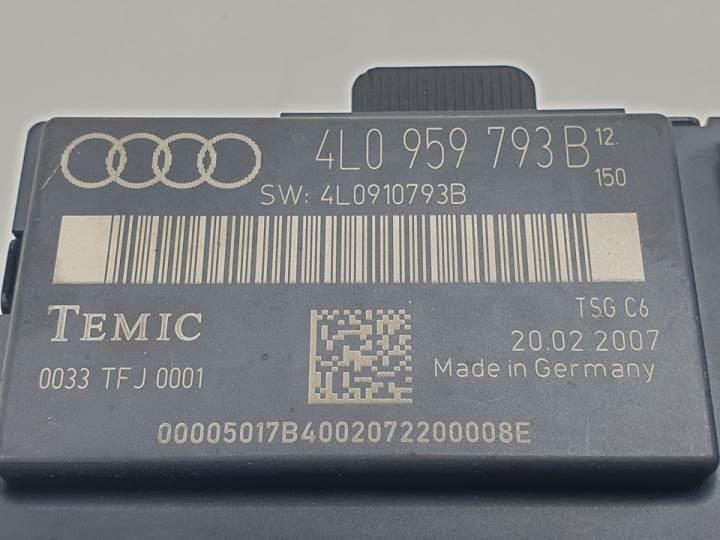 4L0 959 793 B 12.
150
SW: 4L0910793B
TEMIC
TSG C6
20.02.2007
0033 TFJ 0001
Made in Germany
00005017B4002072200008E